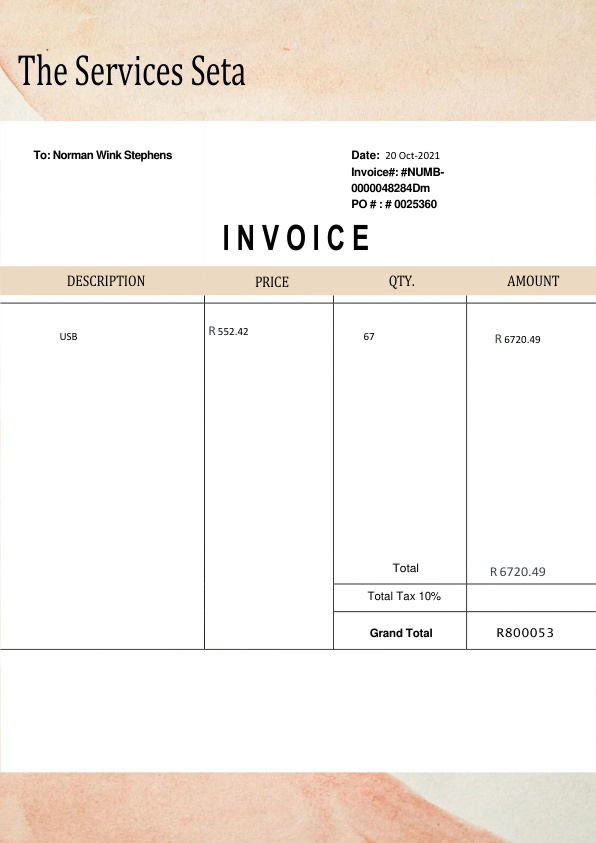 The Services Seta
To: Norman Wink Stephens
Date: 20 Oct-2021
Invoice#: #NUMB-
0000048284Dm
PO # : # 0025360
INVOICE
DESCRIPTION PRICE QTY. AMOUNT
USB R 552.42 67 R 6720.49
Total R 6720.49
Total Tax 10%
Grand Total R800053